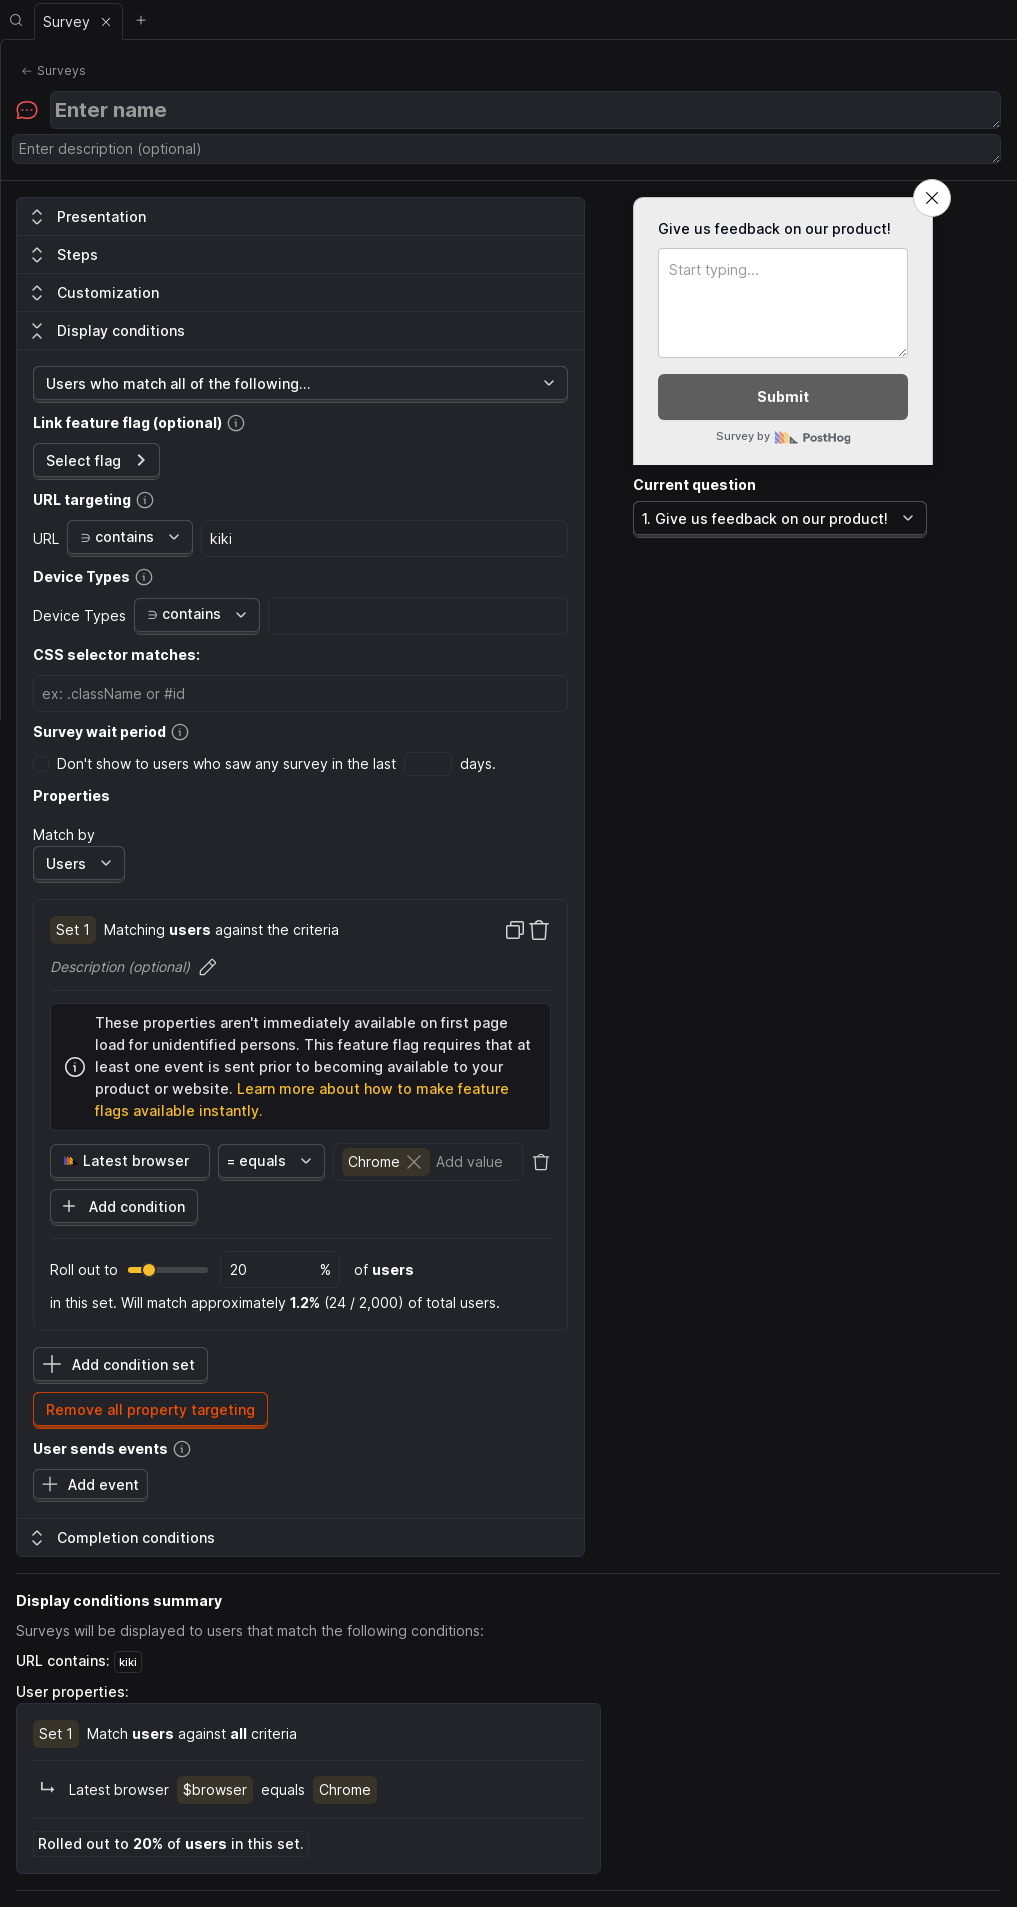 Survey
Surveys
Enter name
Enter description (optional)
Presentation
Steps
Customization
Display conditions
Users who match all of the following...
Link feature flag (optional)
Select flag
URL targeting
URL ∋ contains kiki
Device Types
Device Types ∋ contains
CSS selector matches:
ex: .className or #id
Survey wait period
Don't show to users who saw any survey in the last days.
Properties
Match by
Users
Set 1 Matching users against the criteria
Description (optional)
These properties aren't immediately available on first page
load for unidentified persons. This feature flag requires that at
least one event is sent prior to becoming available to your
product or website. Learn more about how to make feature
flags available instantly.
Latest browser = equals Chrome Add value
Add condition
Roll out to 20 % of users
in this set. Will match approximately 1.2% (24 / 2,000) of total users.
Add condition set
Remove all property targeting
User sends events
Add event
Completion conditions
Give us feedback on our product!
Start typing...
Submit
Survey by PostHog
Current question
1. Give us feedback on our product!
Display conditions summary
Surveys will be displayed to users that match the following conditions:
URL contains: kiki
User properties:
Set 1 Match users against all criteria
Latest browser $browser equals Chrome
Rolled out to 20% of users in this set.